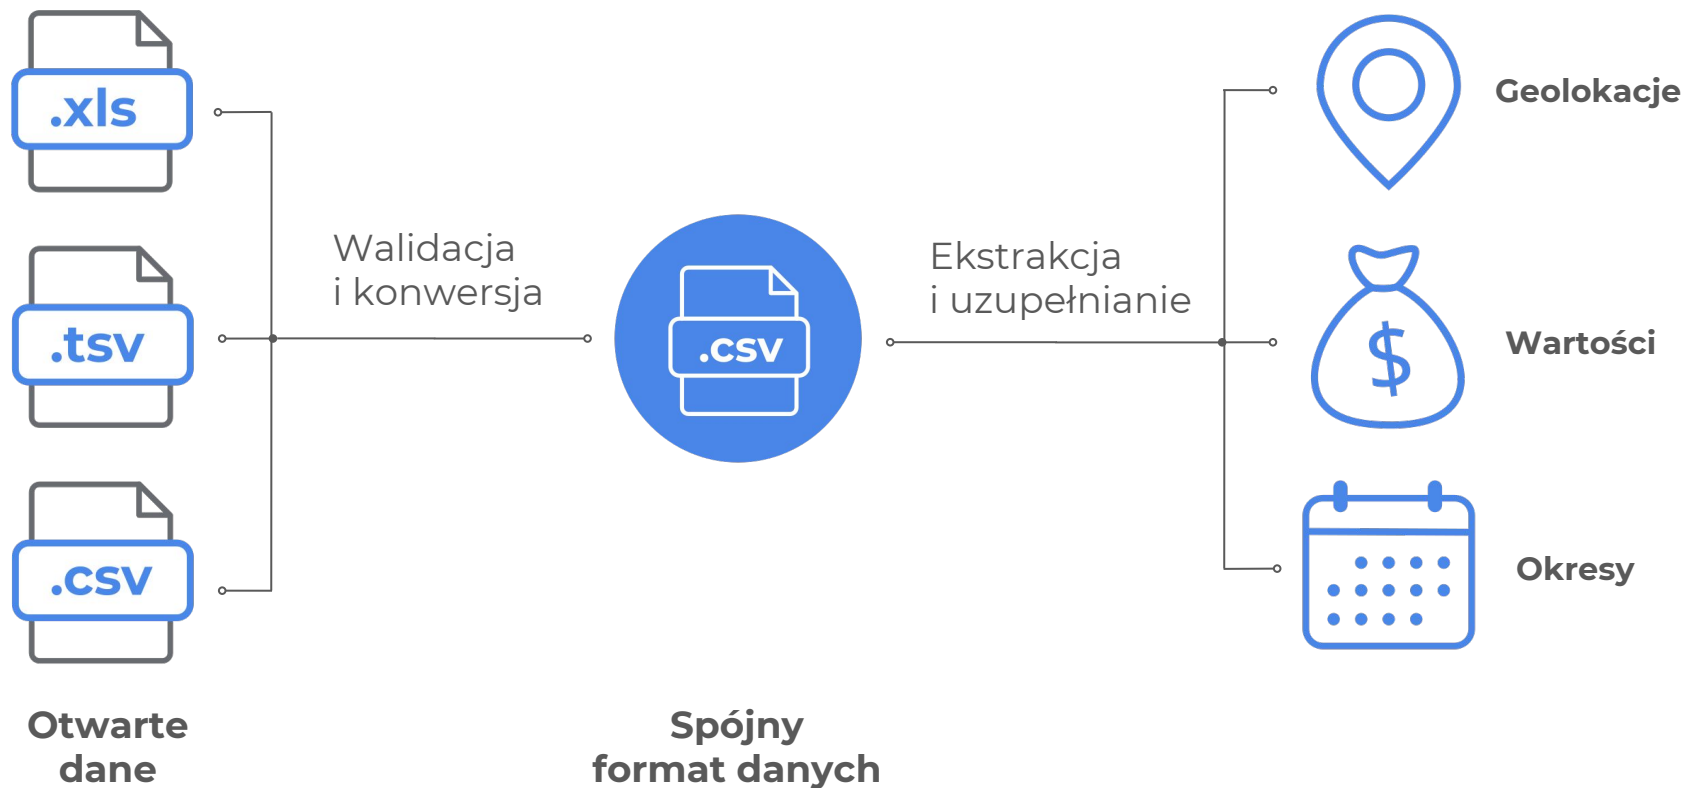 .xls
.tsv
.csv
Otwarte
dane
Walidacja
i konwersja
.csv
Spójny
format danych
Ekstrakcja
i uzupełnianie
Geolokacje
$
Wartości
Okresy